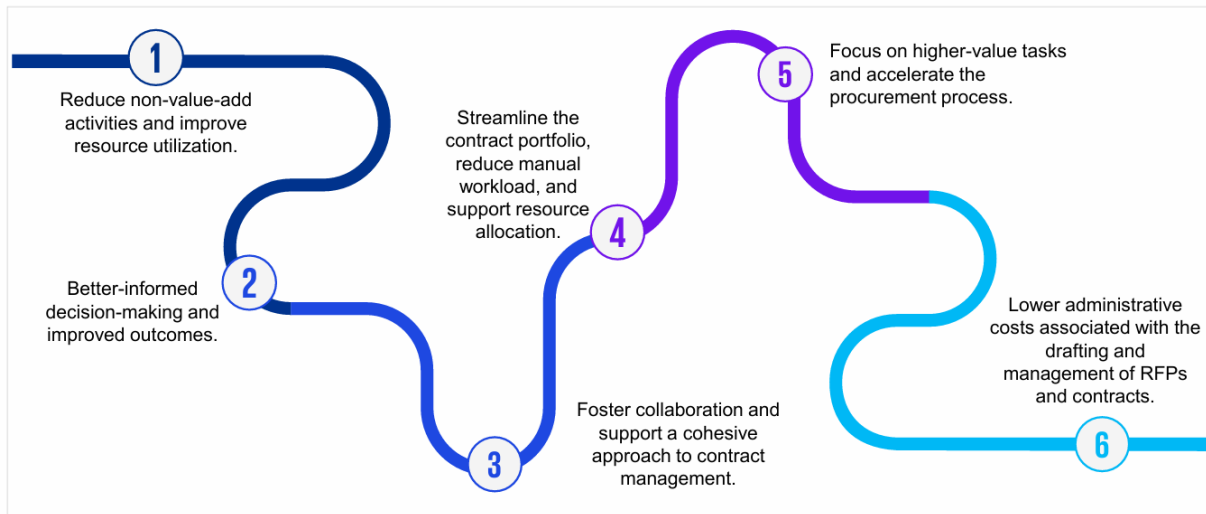 1
Reduce non-value-add
activities and improve
resource utilization.
2
Better-informed
decision-making and
improved outcomes.
3
Foster collaboration and
support a cohesive
approach to contract
management.
4
Streamline the
contract portfolio,
reduce manual
workload, and
support resource
allocation.
5
Focus on higher-value tasks
and accelerate the
procurement process.
6
Lower administrative
costs associated with the
drafting and
management of RFPs
and contracts.